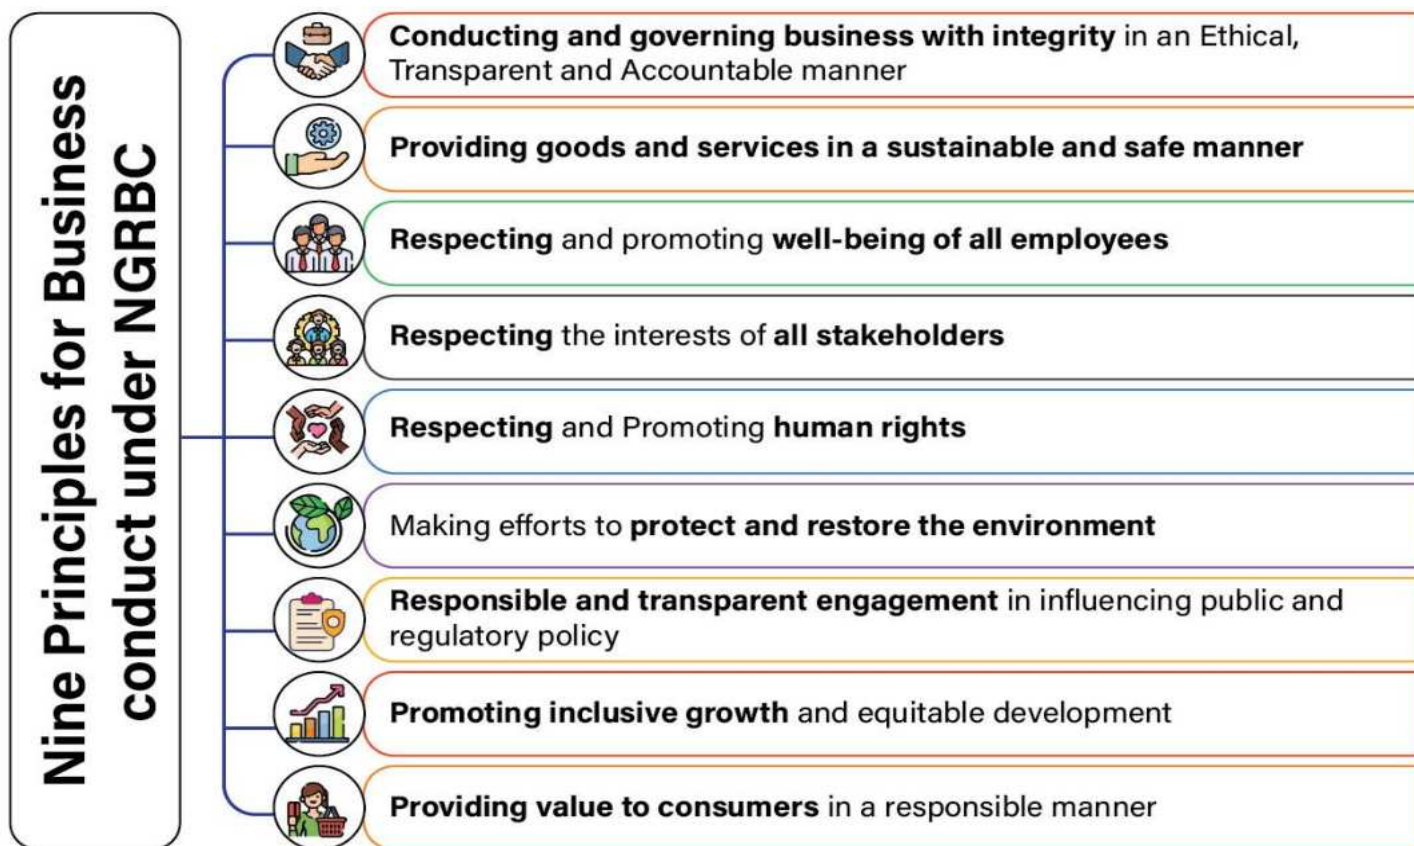 Nine Principles for Business
conduct under NGRBC
Conducting and governing business with integrity in an Ethical,
Transparent and Accountable manner
Providing goods and services in a sustainable and safe manner
Respecting and promoting well-being of all employees
Respecting the interests of all stakeholders
Respecting and Promoting human rights
Making efforts to protect and restore the environment
Responsible and transparent engagement in influencing public and
regulatory policy
Promoting inclusive growth and equitable development
Providing value to consumers in a responsible manner